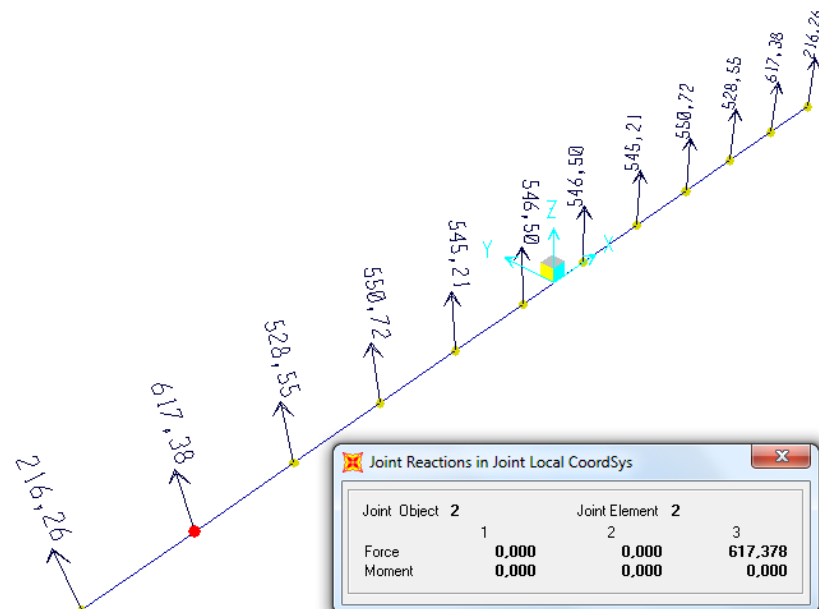 216,26
617,38
528,55
550,72
545,21
546,50
546,50
545,21
550,72
528,55
617,38
216,26
Z
Y
X
Joint Reactions in Joint Local CoordSys
Joint Object 2 Joint Element 2
1 2 3
Force 0,000 0,000 617,378
Moment 0,000 0,000 0,000